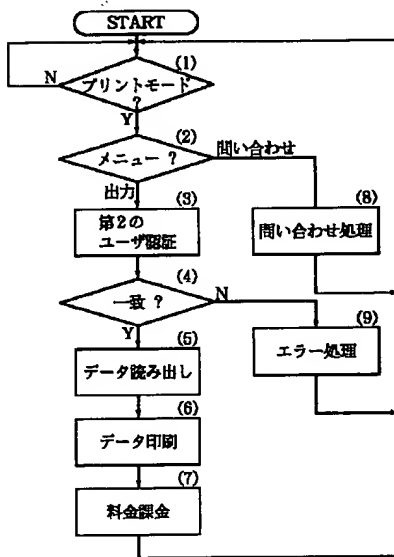 START
(1)
プリントモード
?
N
Y
(2)
メニュー ?
問い合わせ
出力
(3)
第2の
ユーザ認証
(8)
問い合わせ処理
(4)
一致 ?
N
Y
(5)
データ読み出し
(9)
エラー処理
(6)
データ印刷
(7)
料金課金